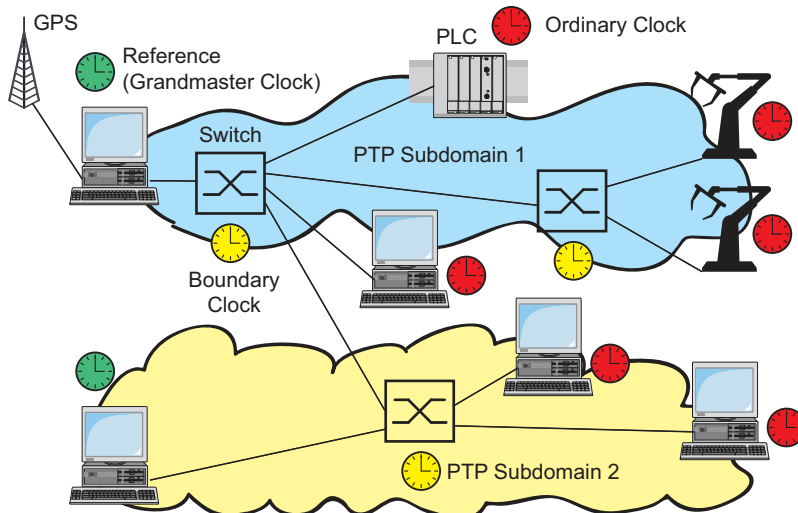 GPS
Reference
(Grandmaster Clock)
PLC
Ordinary Clock
Switch
PTP Subdomain 1
Boundary
Clock
PTP Subdomain 2